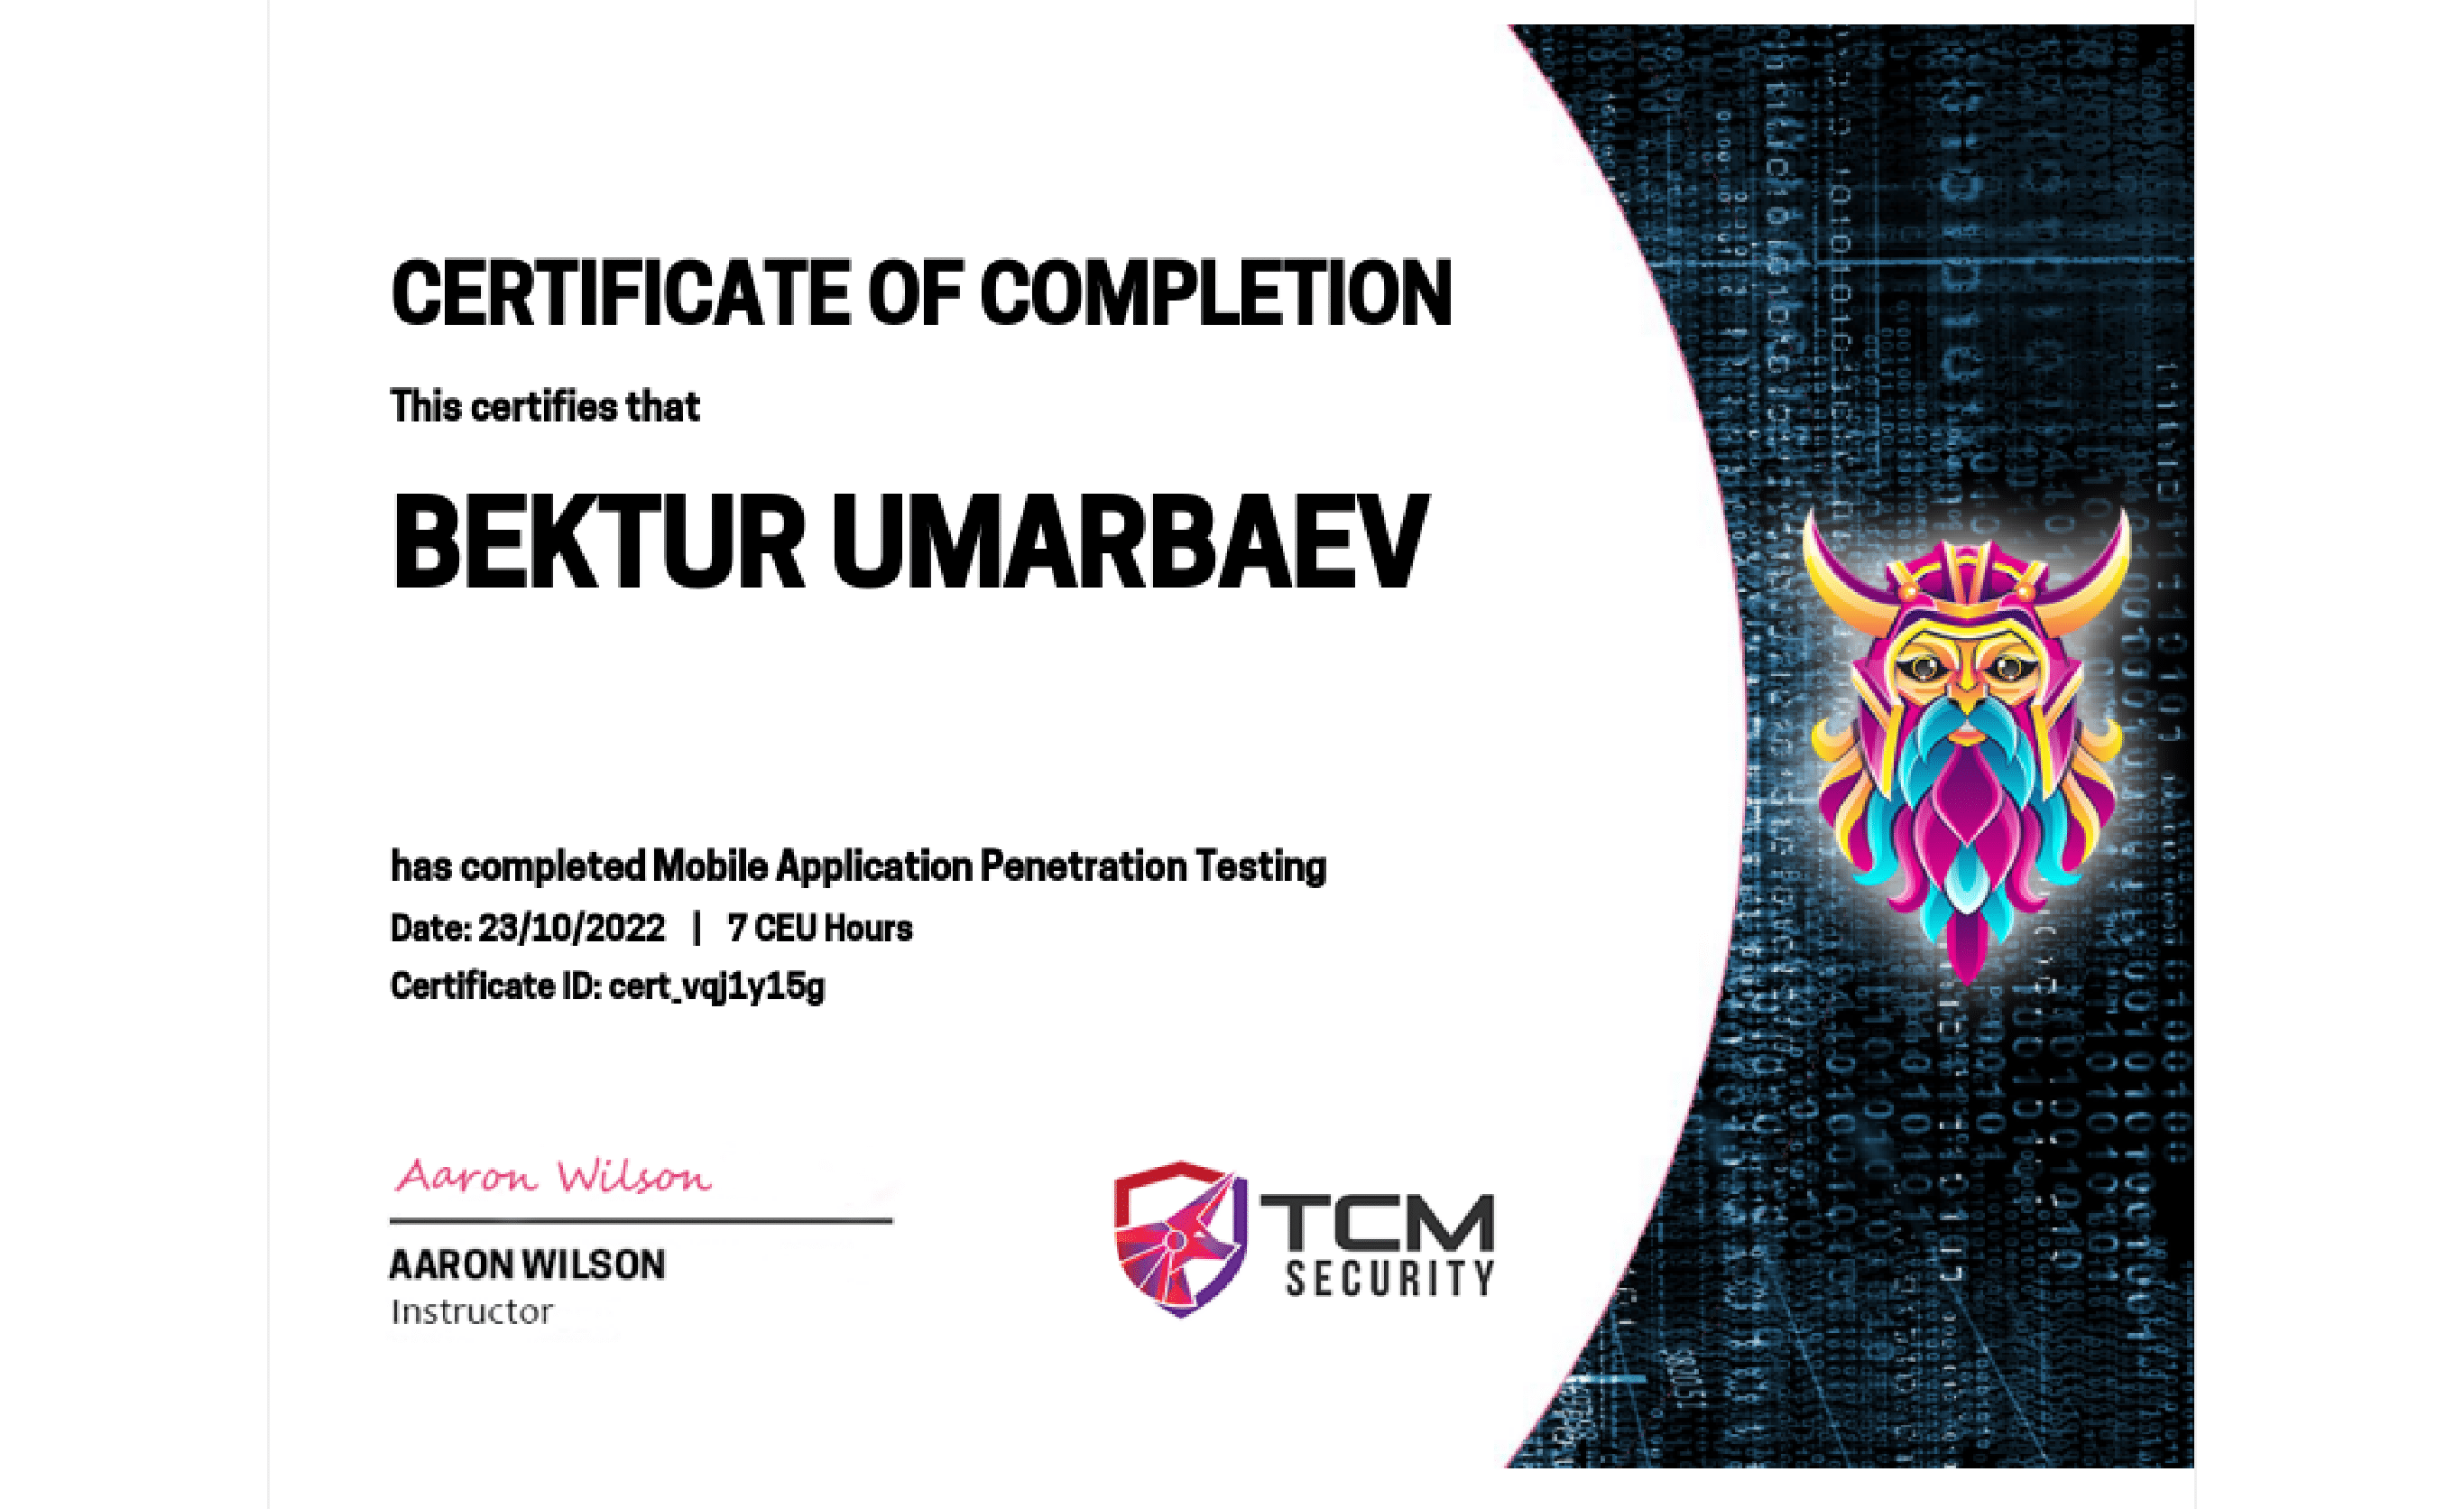 CERTIFICATE OF COMPLETION
This certifies that
BEKTUR UMARBAEV
has completed Mobile Application Penetration Testing
Date: 23/10/2022 | 7 CEU Hours
Certificate ID: cert_vqj1y15g
Aaron Wilson
AARON WILSON
Instructor
TCM
SECURITY